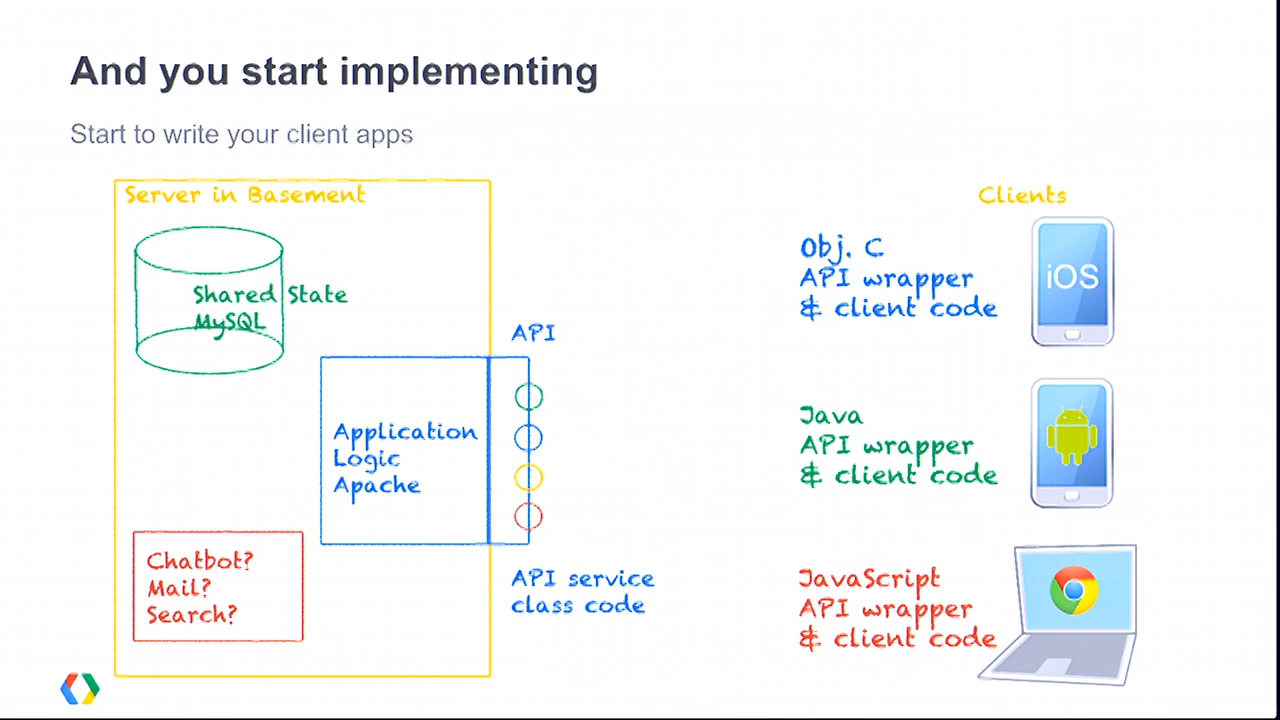 And you start implementing
Start to write your client apps
Server in Basement
Shared State
MySQL
API
Application
Logic
Apache
Chatbot?
Mail?
Search?
API service
class code
Clients
Obj. C
API wrapper
& client code
iOS
Java
API wrapper
& client code
JavaScript
API wrapper
& client code